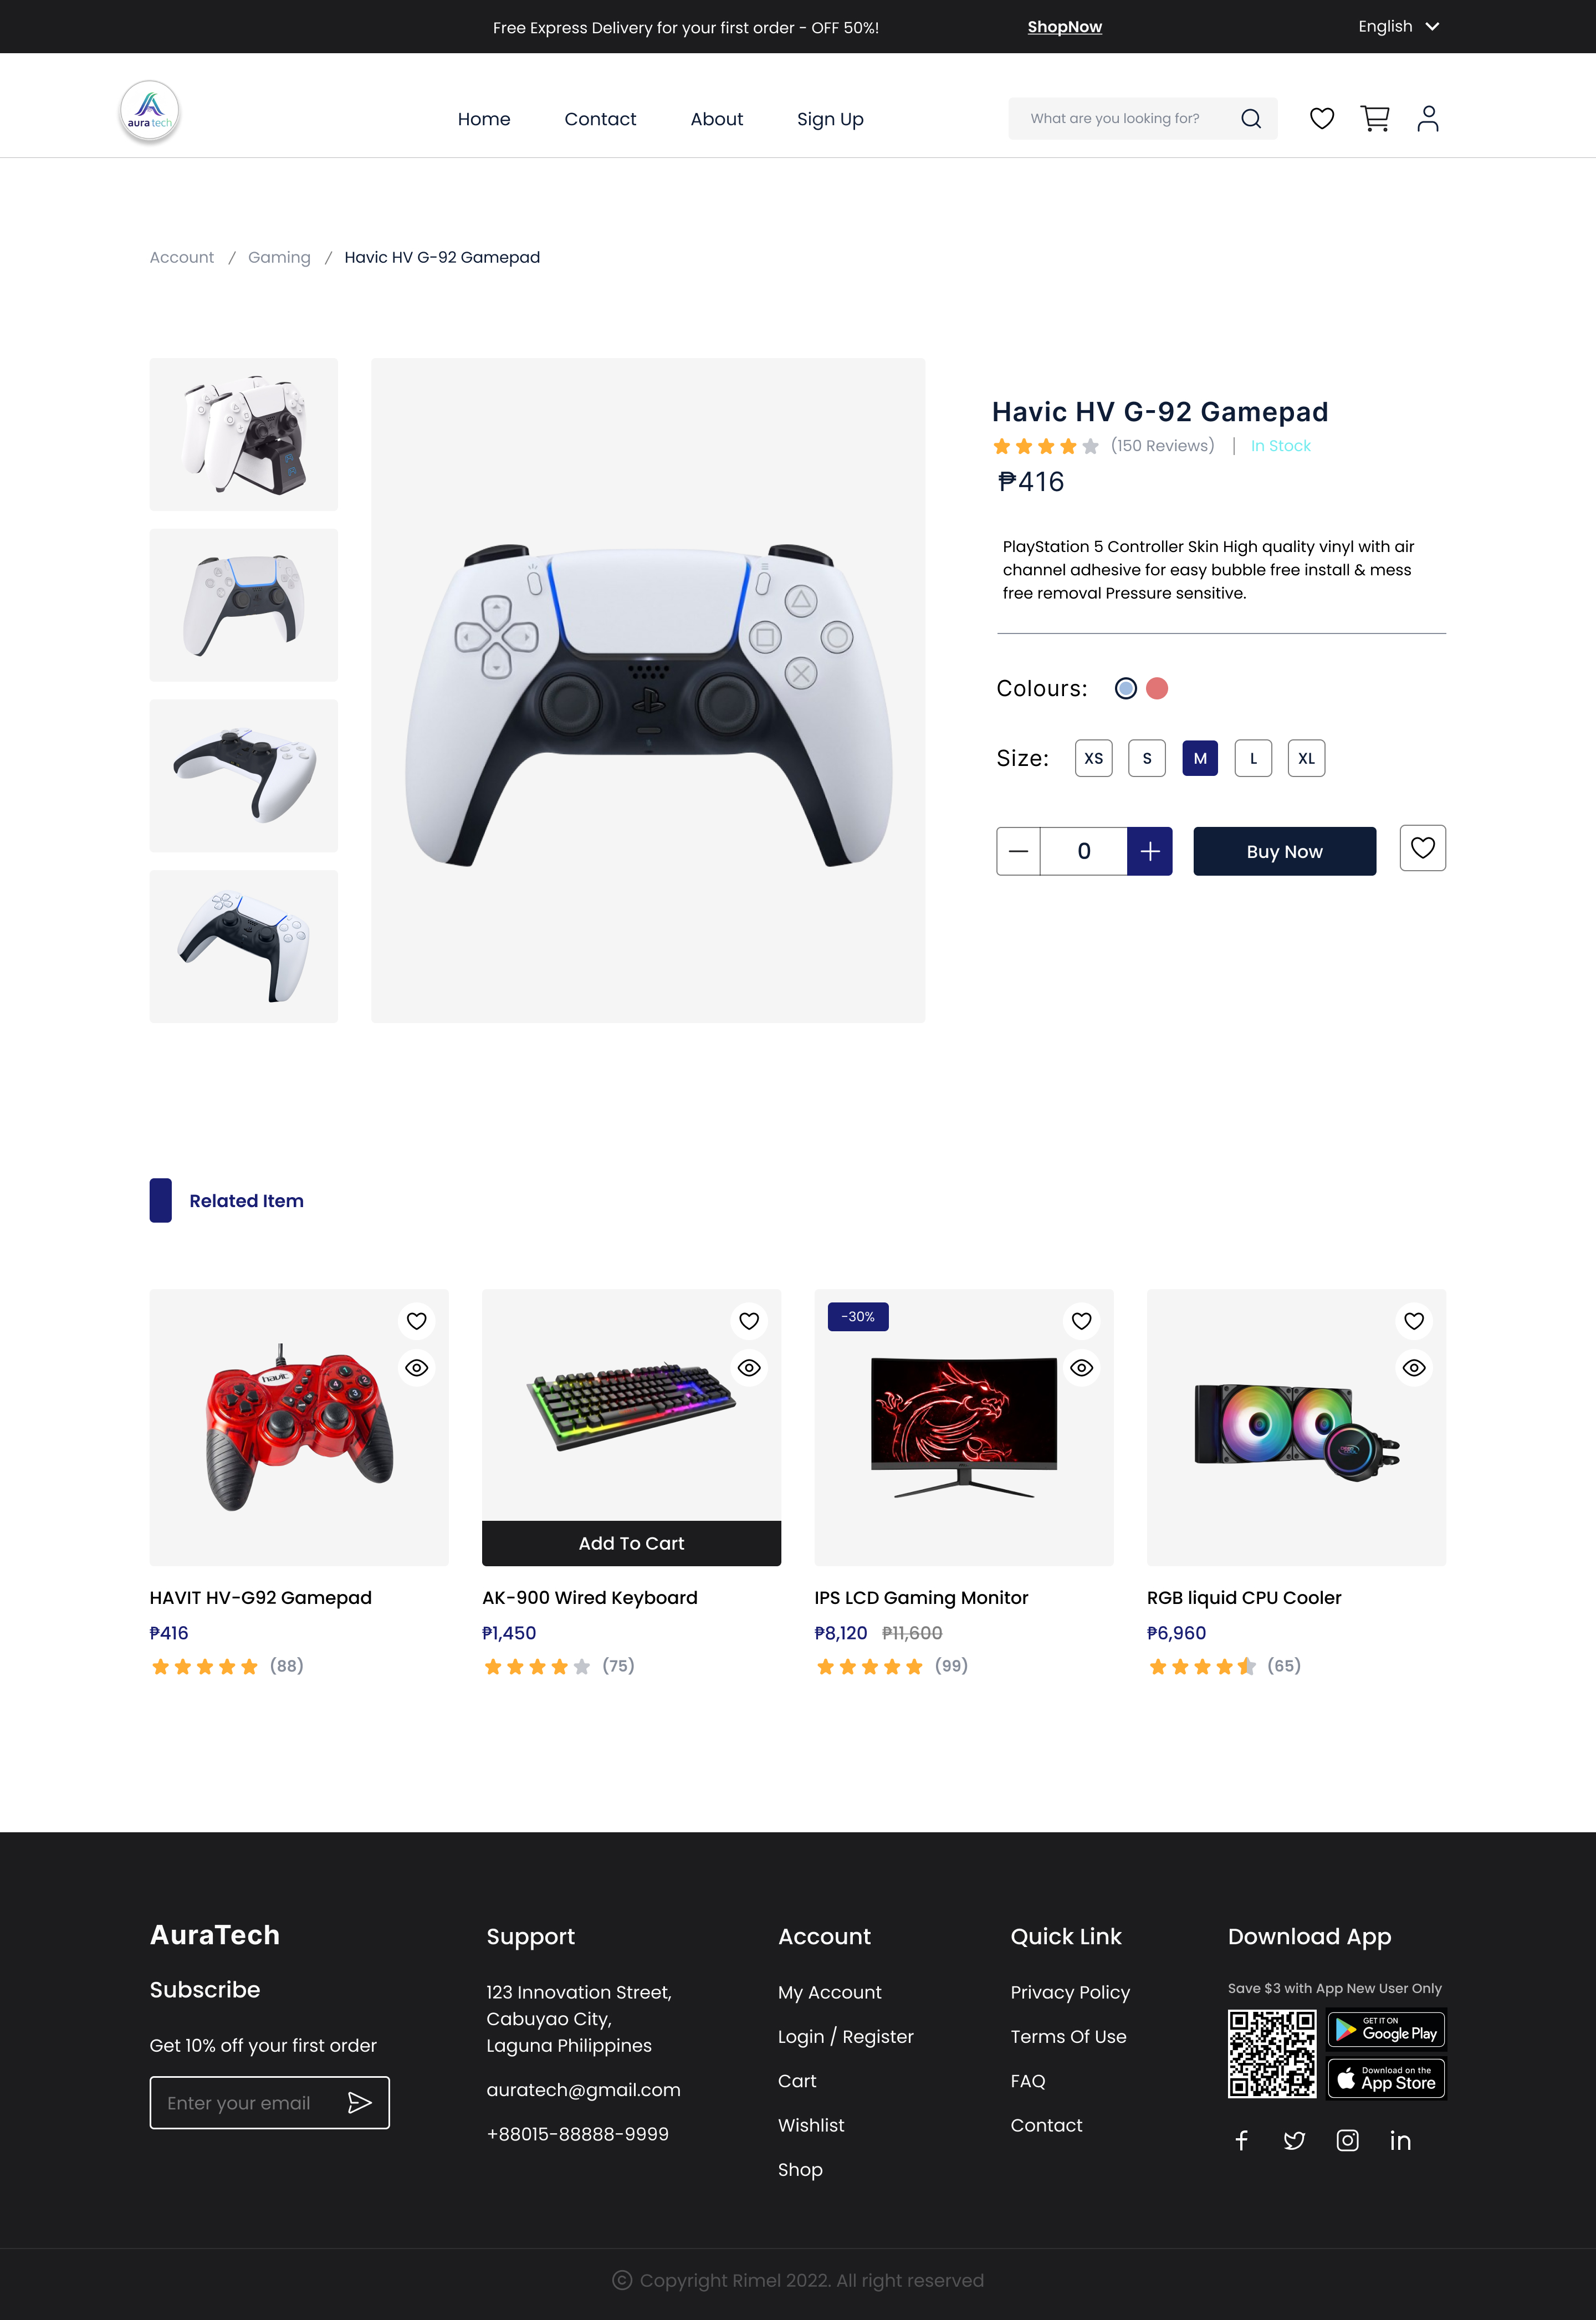 Free Express Delivery for your first order - OFF 50%!
ShopNow
English
aura tech
Home
Contact
About
Sign Up
What are you looking for?
Account / Gaming / Havic HV G-92 Gamepad
Havic HV G-92 Gamepad
(150 Reviews) | In Stock
₱416
PlayStation 5 Controller Skin High quality vinyl with air
channel adhesive for easy bubble free install & mess
free removal Pressure sensitive.
Colours:
Size:
XS
S
M
L
XL
0
Buy Now
Related Item
havic
1
2
3
4
-30%
Add To Cart
HAVIT HV-G92 Gamepad
₱416
(88)
AK-900 Wired Keyboard
₱1,450
(75)
IPS LCD Gaming Monitor
₱8,120 ₱11,600
(99)
RGB liquid CPU Cooler
₱6,960
(65)
AuraTech
Subscribe
Get 10% off your first order
Enter your email
Support
123 Innovation Street,
Cabuyao City,
Laguna Philippines
auratech@gmail.com
+88015-88888-9999
Account
My Account
Login / Register
Cart
Wishlist
Shop
Quick Link
Privacy Policy
Terms Of Use
FAQ
Contact
Download App
Save $3 with App New User Only
GET IT ON
Google Play
Download on the
App Store
© Copyright Rimel 2022. All right reserved